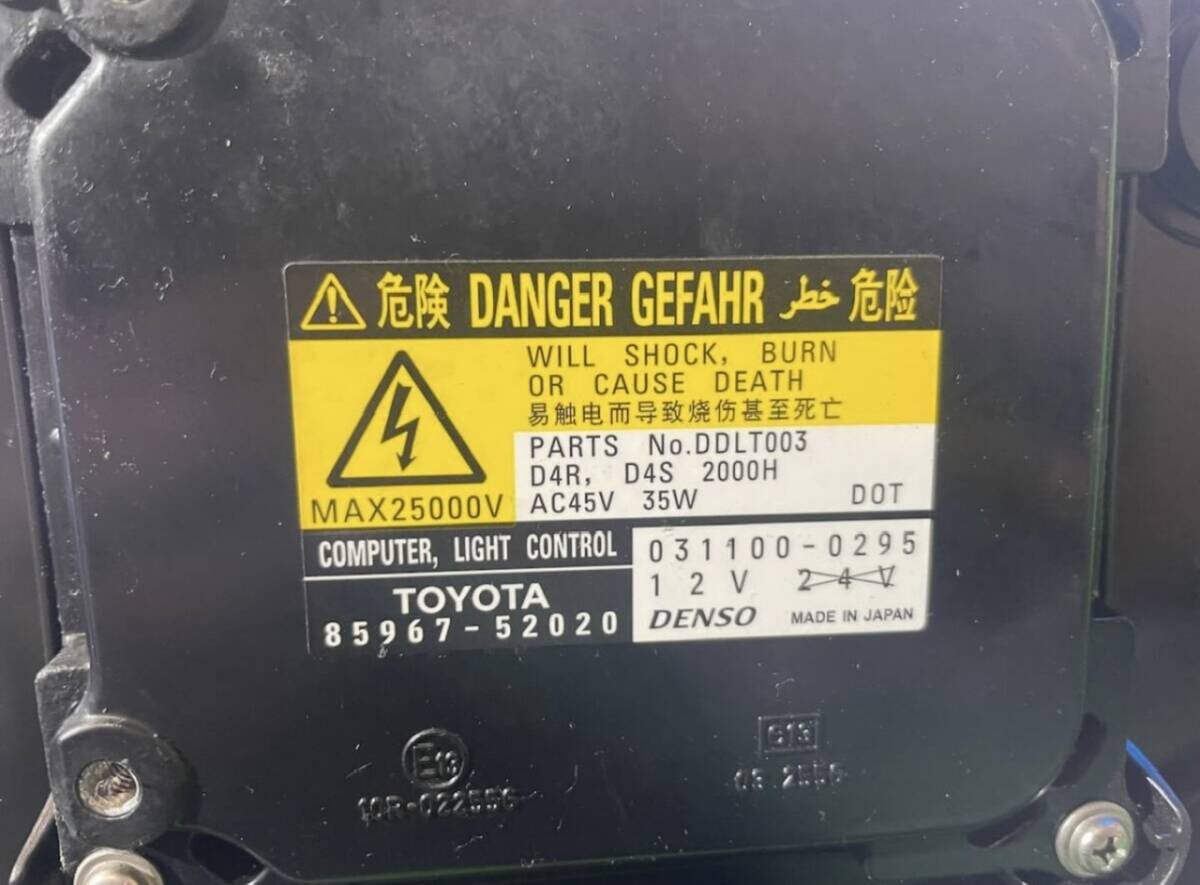 危険 DANGER GEFAHR خطر 危险
WILL SHOCK, BURN
OR CAUSE DEATH
易触电而导致烧伤甚至死亡
MAX25000V
PARTS No.DDLT003
D4R, D4S 2000H
AC45V 35W DOT
COMPUTER, LIGHT CONTROL
TOYOTA
85967-52020
031100-0295
12V 24V
DENSO MADE IN JAPAN
E13
10R-022556